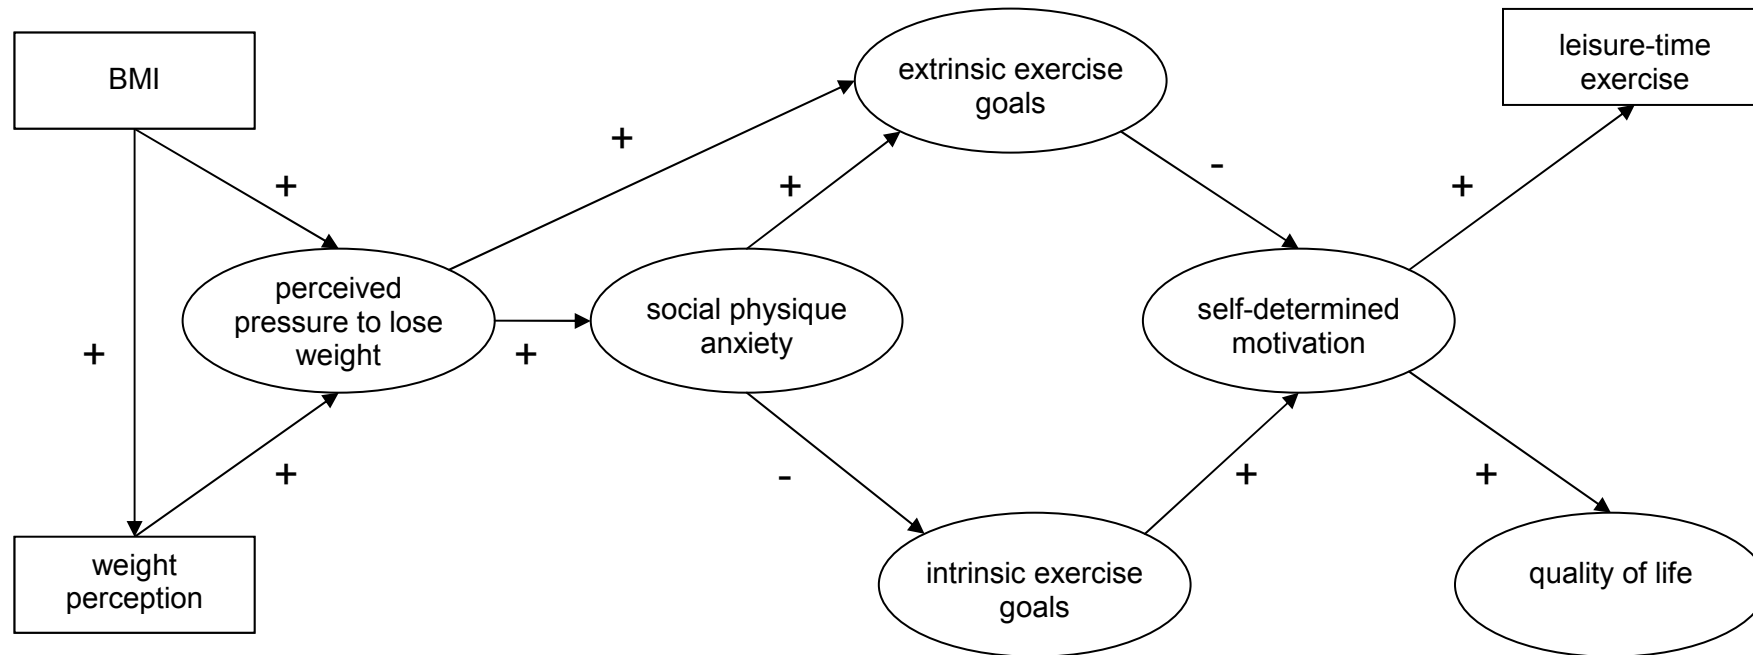 BMI
extrinsic exercise
goals
leisure-time
exercise
+
+
+
-
+
perceived
pressure to lose
weight
social physique
anxiety
self-determined
motivation
+
+
+
-
+
+
weight
perception
intrinsic exercise
goals
quality of life